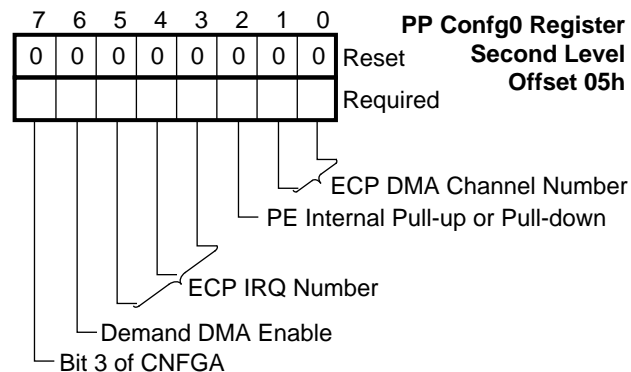 7 6 5 4 3 2 1 0
PP Confg0 Register
Second Level
Offset 05h
0 0 0 0 0 0 0 0 Reset
Required
ECP DMA Channel Number
PE Internal Pull-up or Pull-down
ECP IRQ Number
Demand DMA Enable
Bit 3 of CNFGA